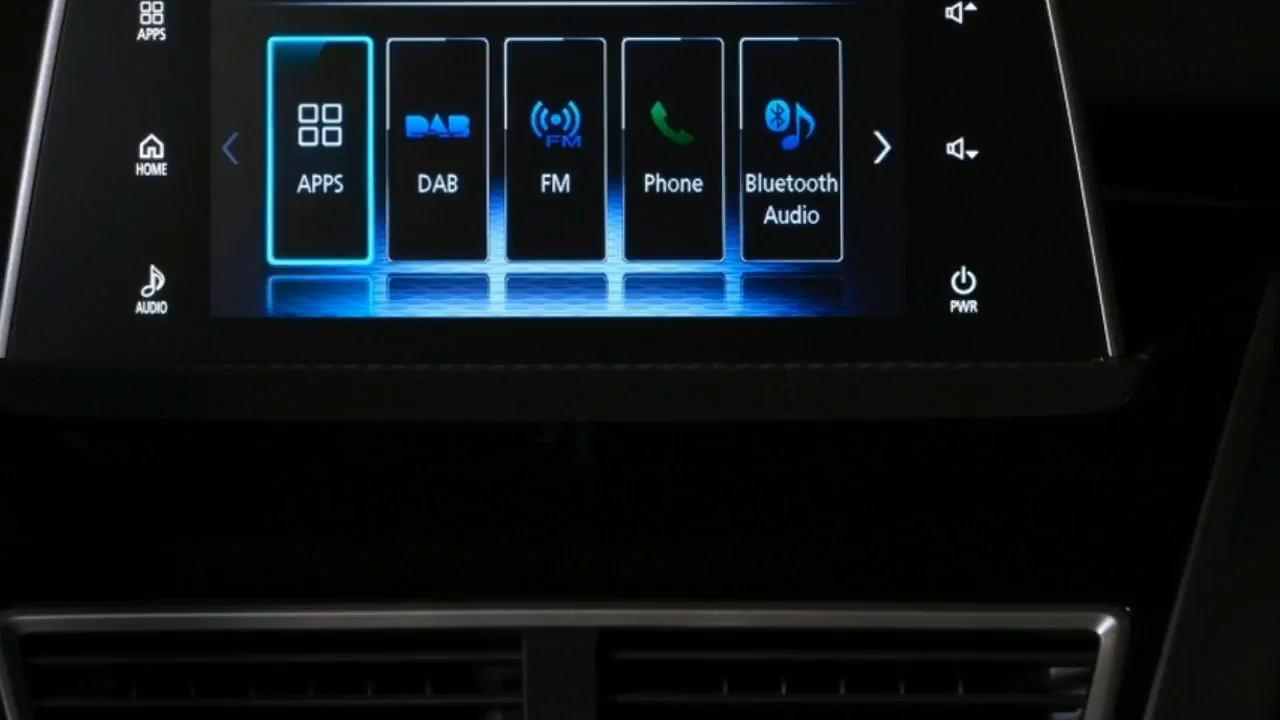 APPS
HOME
AUDIO
APPS
DAB
DAB
FM
FM
Phone
Bluetooth
Audio
PWR